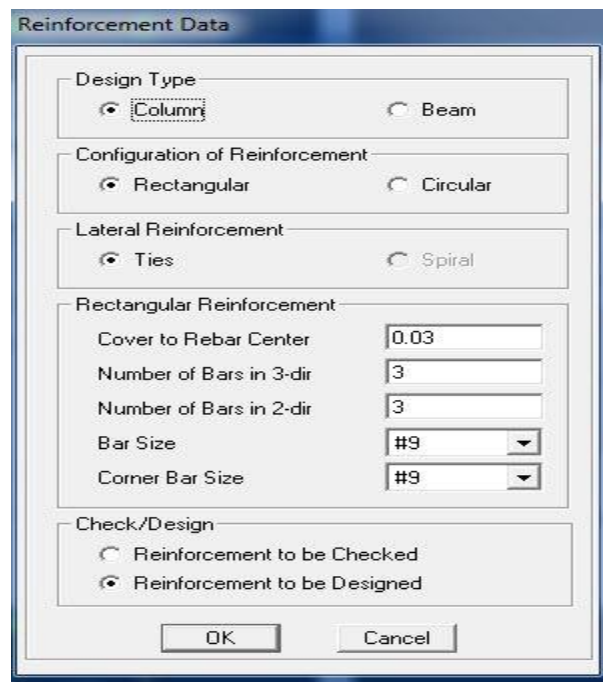 Reinforcement Data
Design Type
Column Beam
Configuration of Reinforcement
Rectangular Circular
Lateral Reinforcement
Ties Spiral
Rectangular Reinforcement
Cover to Rebar Center 0.03
Number of Bars in 3-dir 3
Number of Bars in 2-dir 3
Bar Size #9
Corner Bar Size #9
Check/Design
Reinforcement to be Checked
Reinforcement to be Designed
OK Cancel